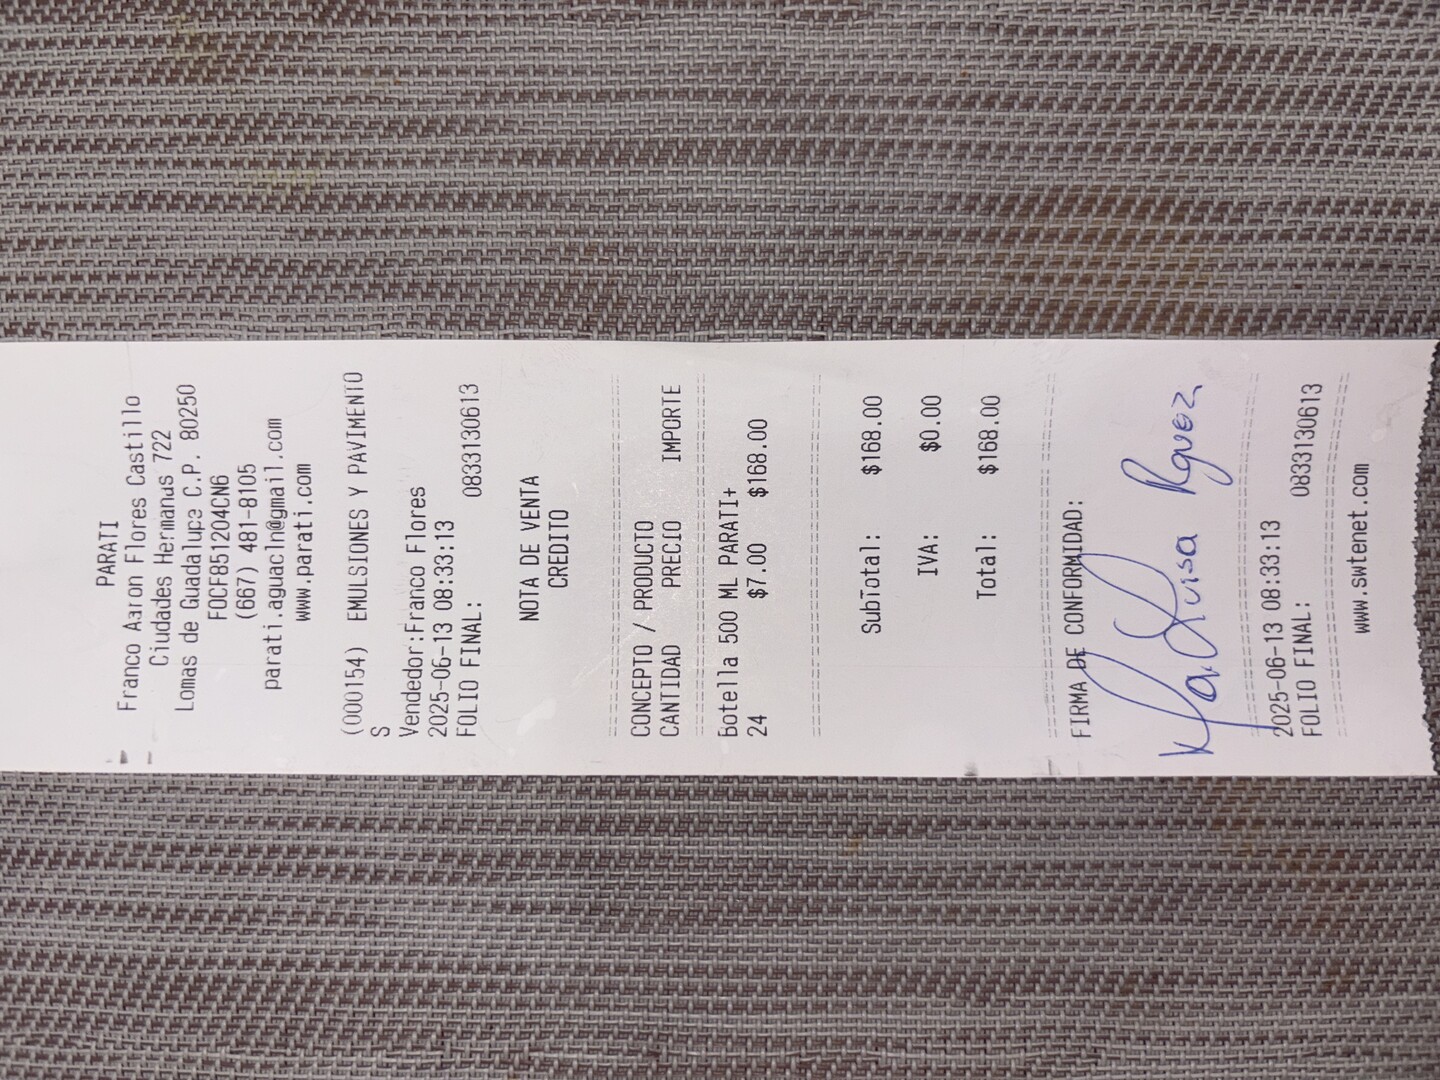 PARATI
Franco Aaron Flores Castillo
Ciudades Hermanas 722
Lomas de Guadalupe C.P. 80250
FOCF851204CN6
(667) 481-8105
parati.aguacln@gmail.com
www.parati.com
(000154) EMULSIONES Y PAVIMENTO
S
Vendedor:Franco Flores
2025-06-13 08:33:13
FOLIO FINAL: 0833130613
NOTA DE VENTA
CREDITO
CONCEPTO / PRODUCTO
CANTIDAD PRECIO IMPORTE
Botella 500 ML PARATI+
24 $7.00 $168.00
SubTotal: $168.00
IVA: $0.00
Total: $168.00
FIRMA DE CONFORMIDAD:
Ma. Luisa Rguez
2025-06-13 08:33:13
FOLIO FINAL: 0833130613
www.swtenet.com